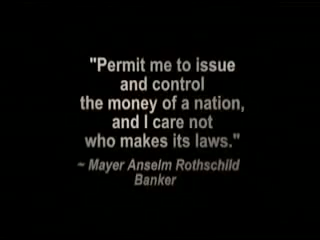 "Permit me to issue
and control
the money of a nation,
and I care not
who makes its laws."
~ Mayer Anselm Rothschild
Banker